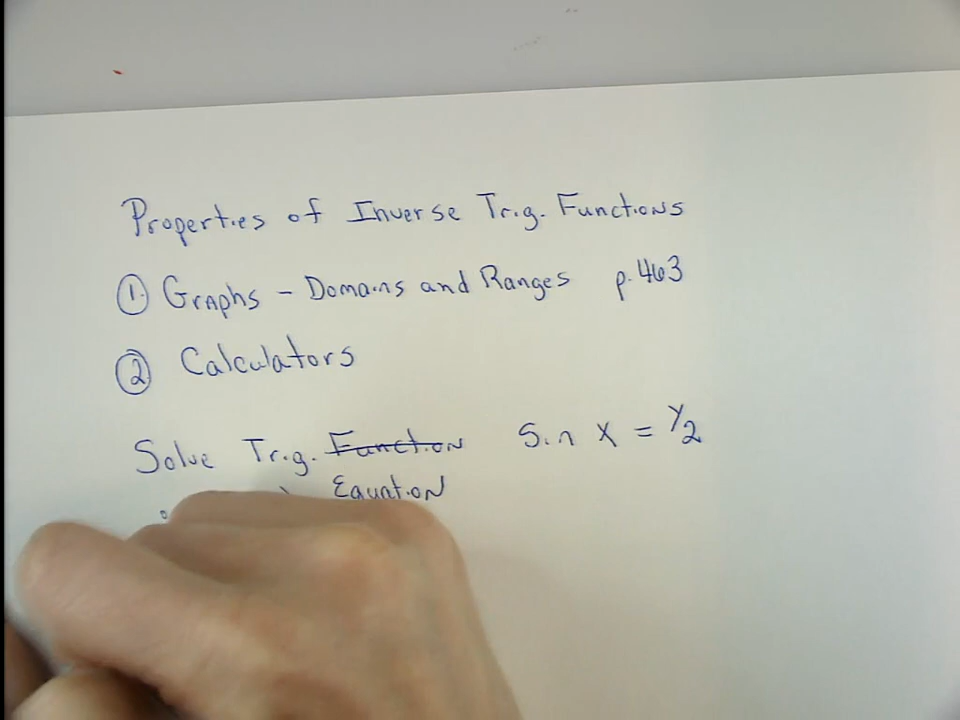 Properties of Inverse Trig. Functions
① Graphs - Domains and Ranges p. 463
② Calculators
Solve Trig. Function Sin x = 1/2
Equation